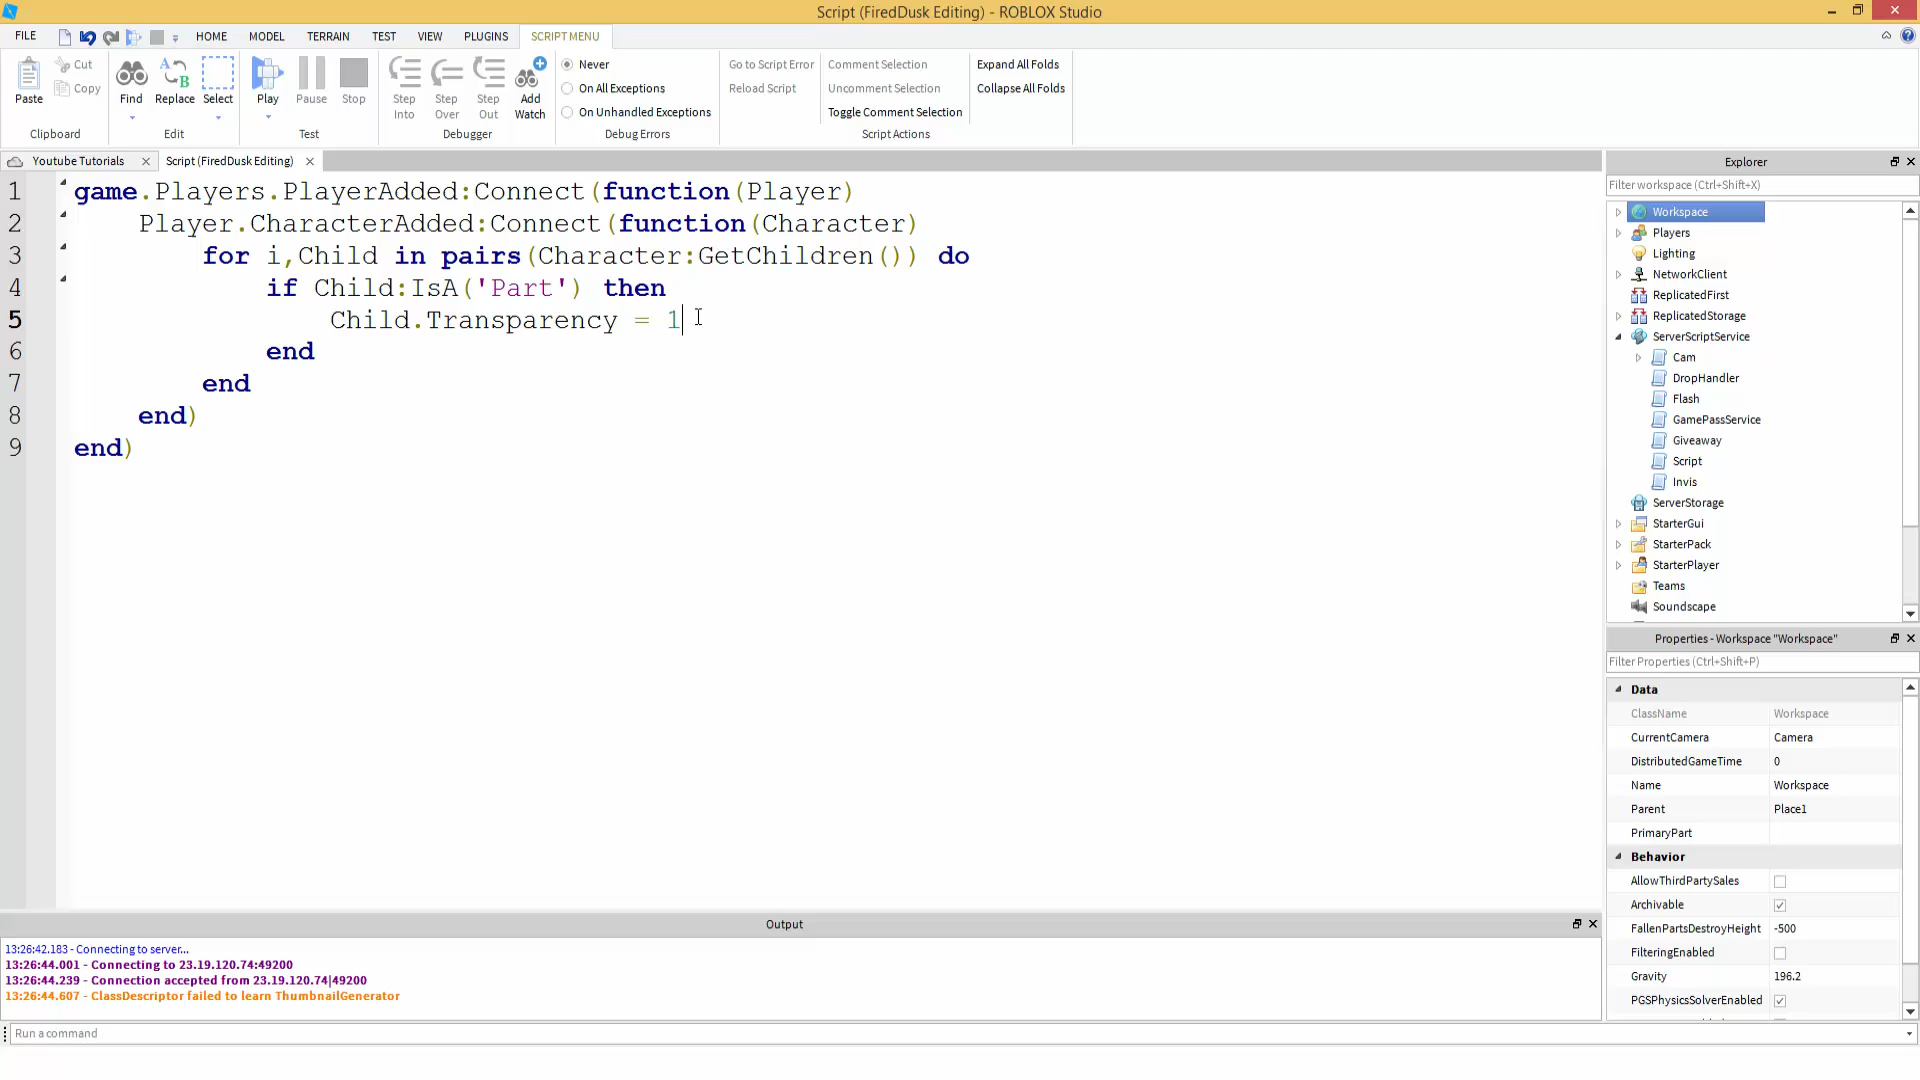 Script (FiredDusk Editing) - ROBLOX Studio
FILE HOME MODEL TERRAIN TEST VIEW PLUGINS SCRIPT MENU
Paste Cut Copy Clipboard
Find Replace Select Edit
Play Pause Stop Test
Step Into Step Over Step Out Add Watch Debugger
Never
On All Exceptions
On Unhandled Exceptions
Debug Errors
Go to Script Error
Reload Script
Comment Selection
Uncomment Selection
Toggle Comment Selection
Script Actions
Expand All Folds
Collapse All Folds
Youtube Tutorials Script (FiredDusk Editing)
1 game.Players.PlayerAdded:Connect(function(Player)
2 Player.CharacterAdded:Connect(function(Character)
3 for i,Child in pairs(Character:GetChildren()) do
4 if Child:IsA('Part') then
5 Child.Transparency = 1
6 end
7 end
8 end)
9 end)
Explorer
Filter workspace (Ctrl+Shift+X)
Workspace
Players
Lighting
NetworkClient
ReplicatedFirst
ReplicatedStorage
ServerScriptService
Cam
DropHandler
Flash
GamePassService
Giveaway
Script
Invis
ServerStorage
StarterGui
StarterPack
StarterPlayer
Teams
Soundscape
Properties - Workspace "Workspace"
Filter Properties (Ctrl+Shift+P)
Data
ClassName Workspace
CurrentCamera Camera
DistributedGameTime 0
Name Workspace
Parent Place1
PrimaryPart
Behavior
AllowThirdPartySales
Archivable
FallenPartsDestroyHeight -500
FilteringEnabled
Gravity 196.2
PGSPhysicsSolverEnabled
Output
13:26:42.183 - Connecting to server...
13:26:44.001 - Connecting to 23.19.120.74:49200
13:26:44.239 - Connection accepted from 23.19.120.74|49200
13:26:44.607 - ClassDescriptor failed to learn ThumbnailGenerator
Run a command